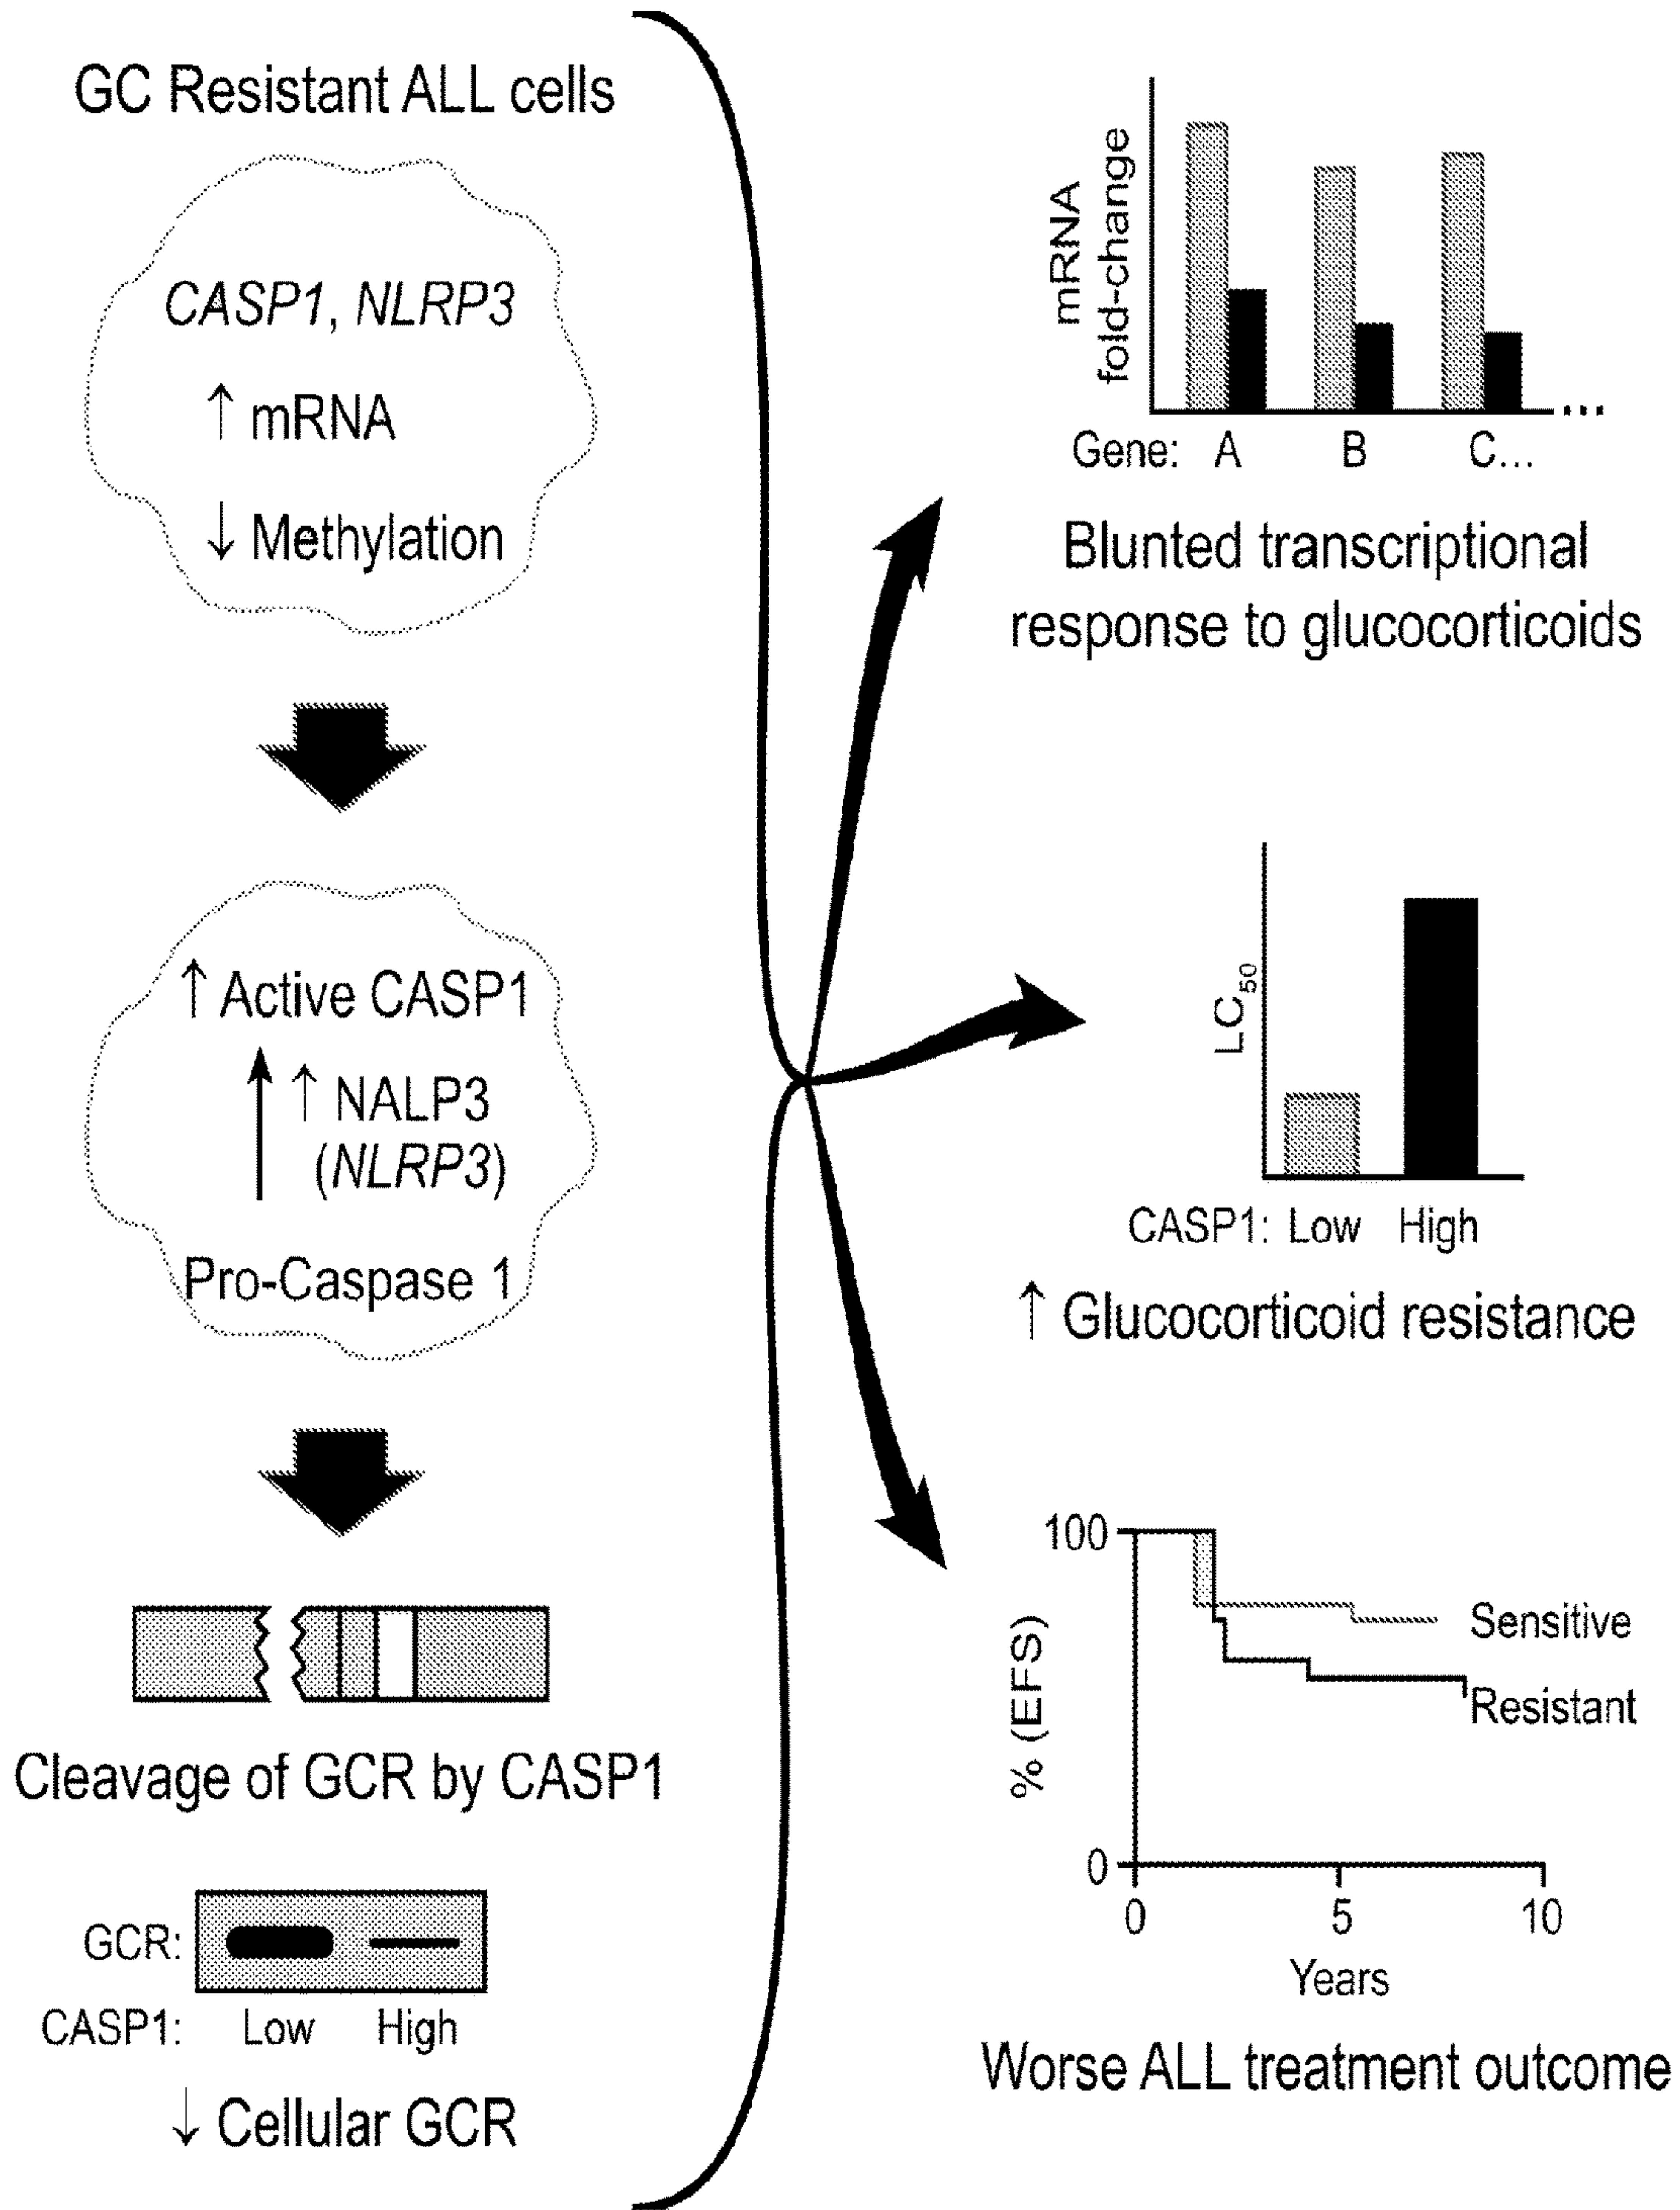 GC Resistant ALL cells
CASP1, NLRP3
↑ mRNA
↓ Methylation
↑ Active CASP1
↑ NALP3
(NLRP3)
Pro-Caspase 1
Cleavage of GCR by CASP1
GCR:
CASP1: Low High
↓ Cellular GCR
mRNA
fold-change
Gene: A B C...
...
Blunted transcriptional
response to glucocorticoids
LC50
CASP1: Low High
↑ Glucocorticoid resistance
% (EFS)
100
0
Sensitive
Resistant
0 5 10
Years
Worse ALL treatment outcome